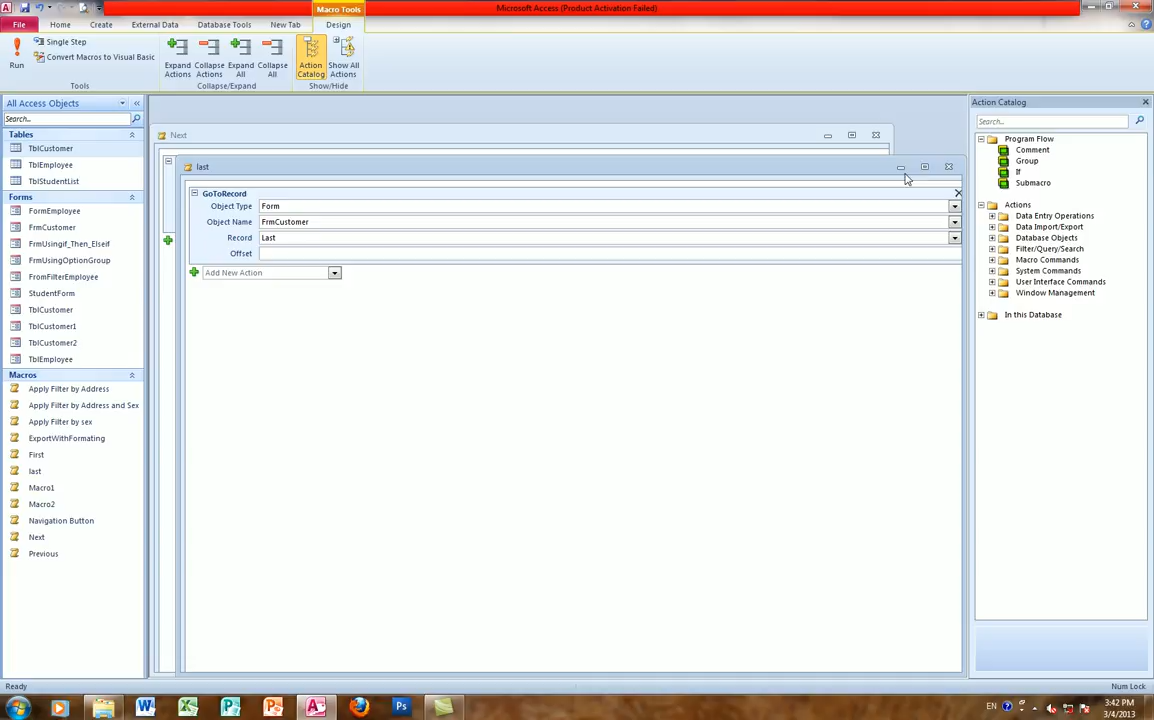 Microsoft Access (Product Activation Failed)
Macro Tools
File
Home
Create
External Data
Database Tools
New Tab
Design
Run
Single Step
Convert Macros to Visual Basic
Tools
Expand Actions
Collapse Actions
Expand All
Collapse All
Collapse/Expand
Action Catalog
Show All Actions
Show/Hide
All Access Objects
Search...
Tables
TblCustomer
TblEmployee
TblStudentList
Forms
FormEmployee
FrmCustomer
FrmUsingif_Then_Elseif
FrmUsingOptionGroup
FromFilterEmployee
StudentForm
TblCustomer
TblCustomer1
TblCustomer2
TblEmployee
Macros
Apply Filter by Address
Apply Filter by Address and Sex
Apply Filter by sex
ExportWithFormating
First
last
Macro1
Macro2
Navigation Button
Next
Previous
Next
last
GoToRecord
Object Type Form
Object Name FrmCustomer
Record Last
Offset
Add New Action
Action Catalog
Search...
Program Flow
Comment
Group
If
Submacro
Actions
Data Entry Operations
Data Import/Export
Database Objects
Filter/Query/Search
Macro Commands
System Commands
User Interface Commands
Window Management
In this Database
Ready
Num Lock
EN
3:42 PM
3/4/2013